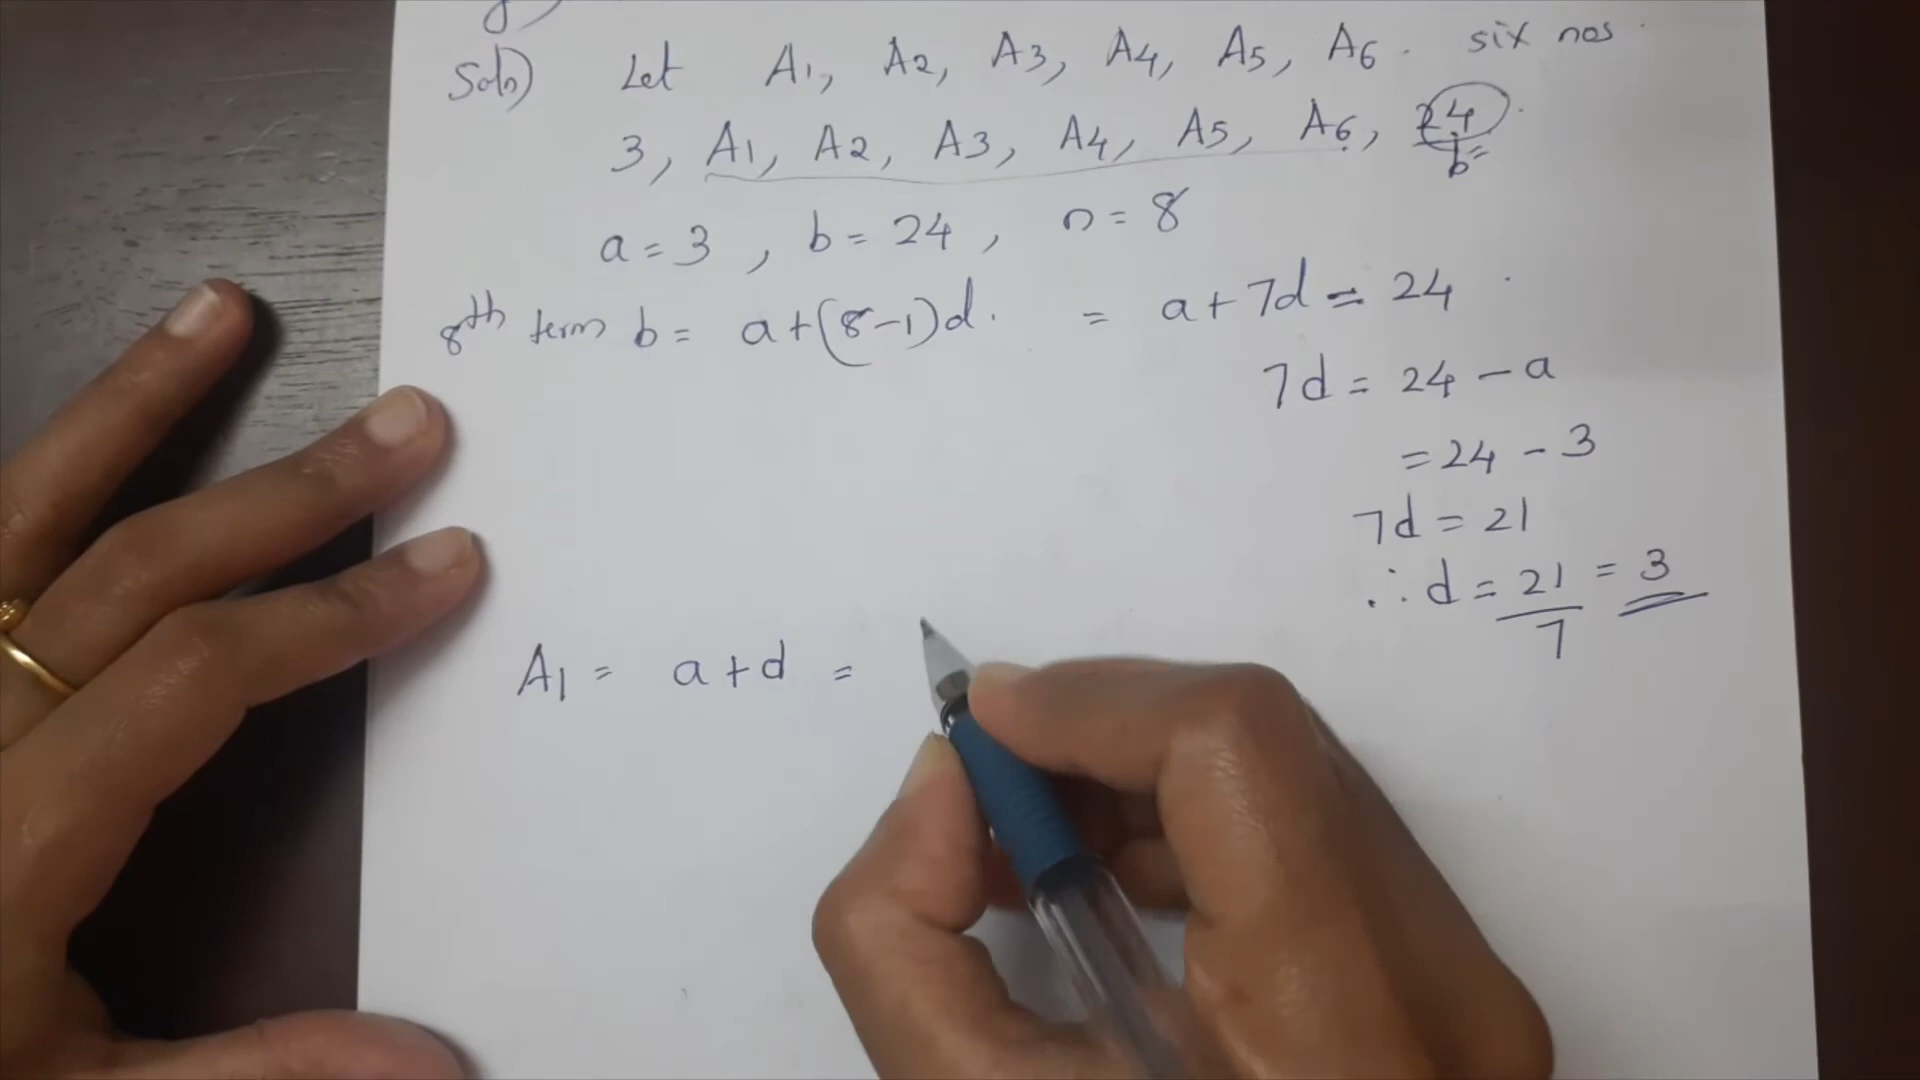 Soln) Let A1, A2, A3, A4, A5, A6. six nos.
3, A1, A2, A3, A4, A5, A6, 24.
b=
a = 3, b = 24, n = 8
8th term b = a+(8-1)d. = a+7d = 24.
7d = 24 - a
= 24 - 3
7d = 21
∴ d = 21/7 = 3
A1 = a+d =